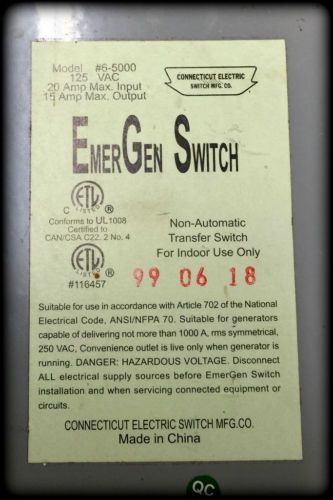 Model #6-5000
125 VAC
20 Amp Max. Input
15 Amp Max. Output
CONNECTICUT ELECTRIC
SWITCH MFG. CO.
EMERGEN SWITCH
C ETL LISTED
Conforms to UL1008
Certified to
CAN/CSA C22, 2 No. 4
ETL LISTED
#116457
Non-Automatic
Transfer Switch
For Indoor Use Only
99 06 18
Suitable for use in accordance with Article 702 of the National
Electrical Code, ANSI/NFPA 70. Suitable for generators
capable of delivering not more than 1000 A, rms symmetrical,
250 VAC, Convenience outlet is live only when generator is
running. DANGER: HAZARDOUS VOLTAGE. Disconnect
ALL electrical supply sources before EmerGen Switch
installation and when servicing connected equipment or
circuits.
CONNECTICUT ELECTRIC SWITCH MFG.CO.
Made in China
QC